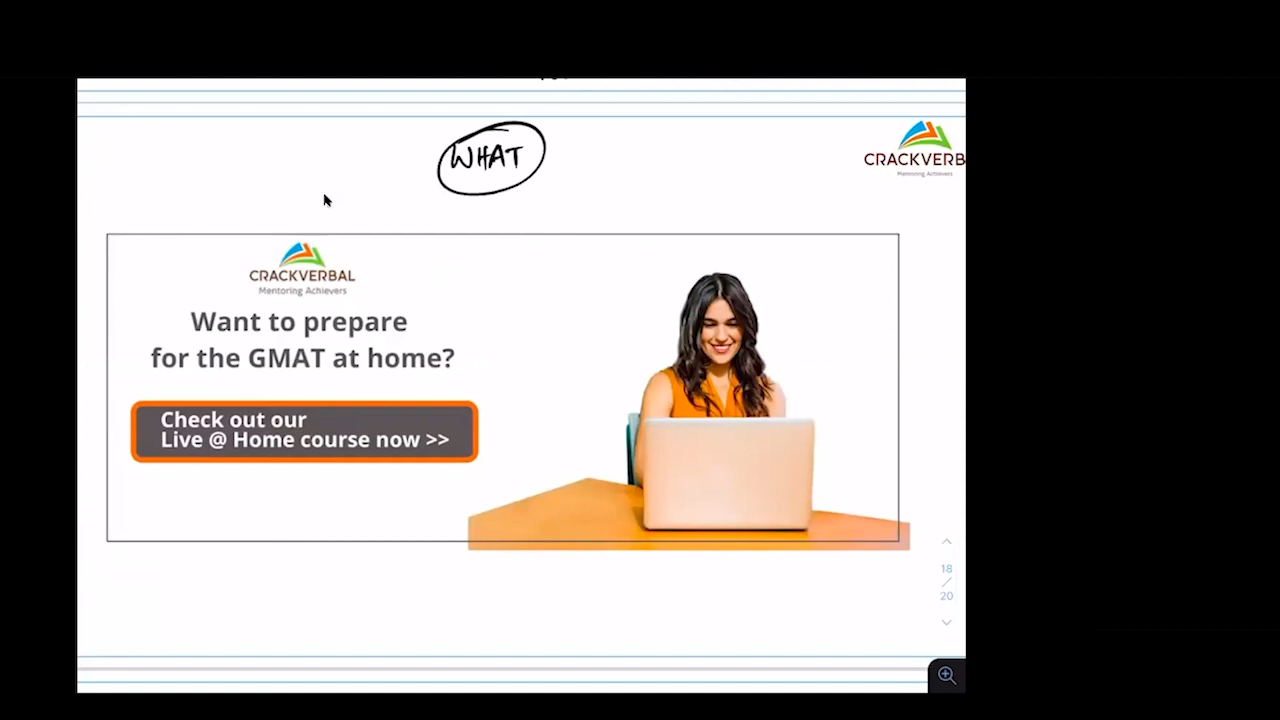 WHAT
CRACKVERB
Mentoring Achievers
CRACKVERBAL
Mentoring Achievers
Want to prepare
for the GMAT at home?
Check out our
Live @ Home course now >>
18
/
20